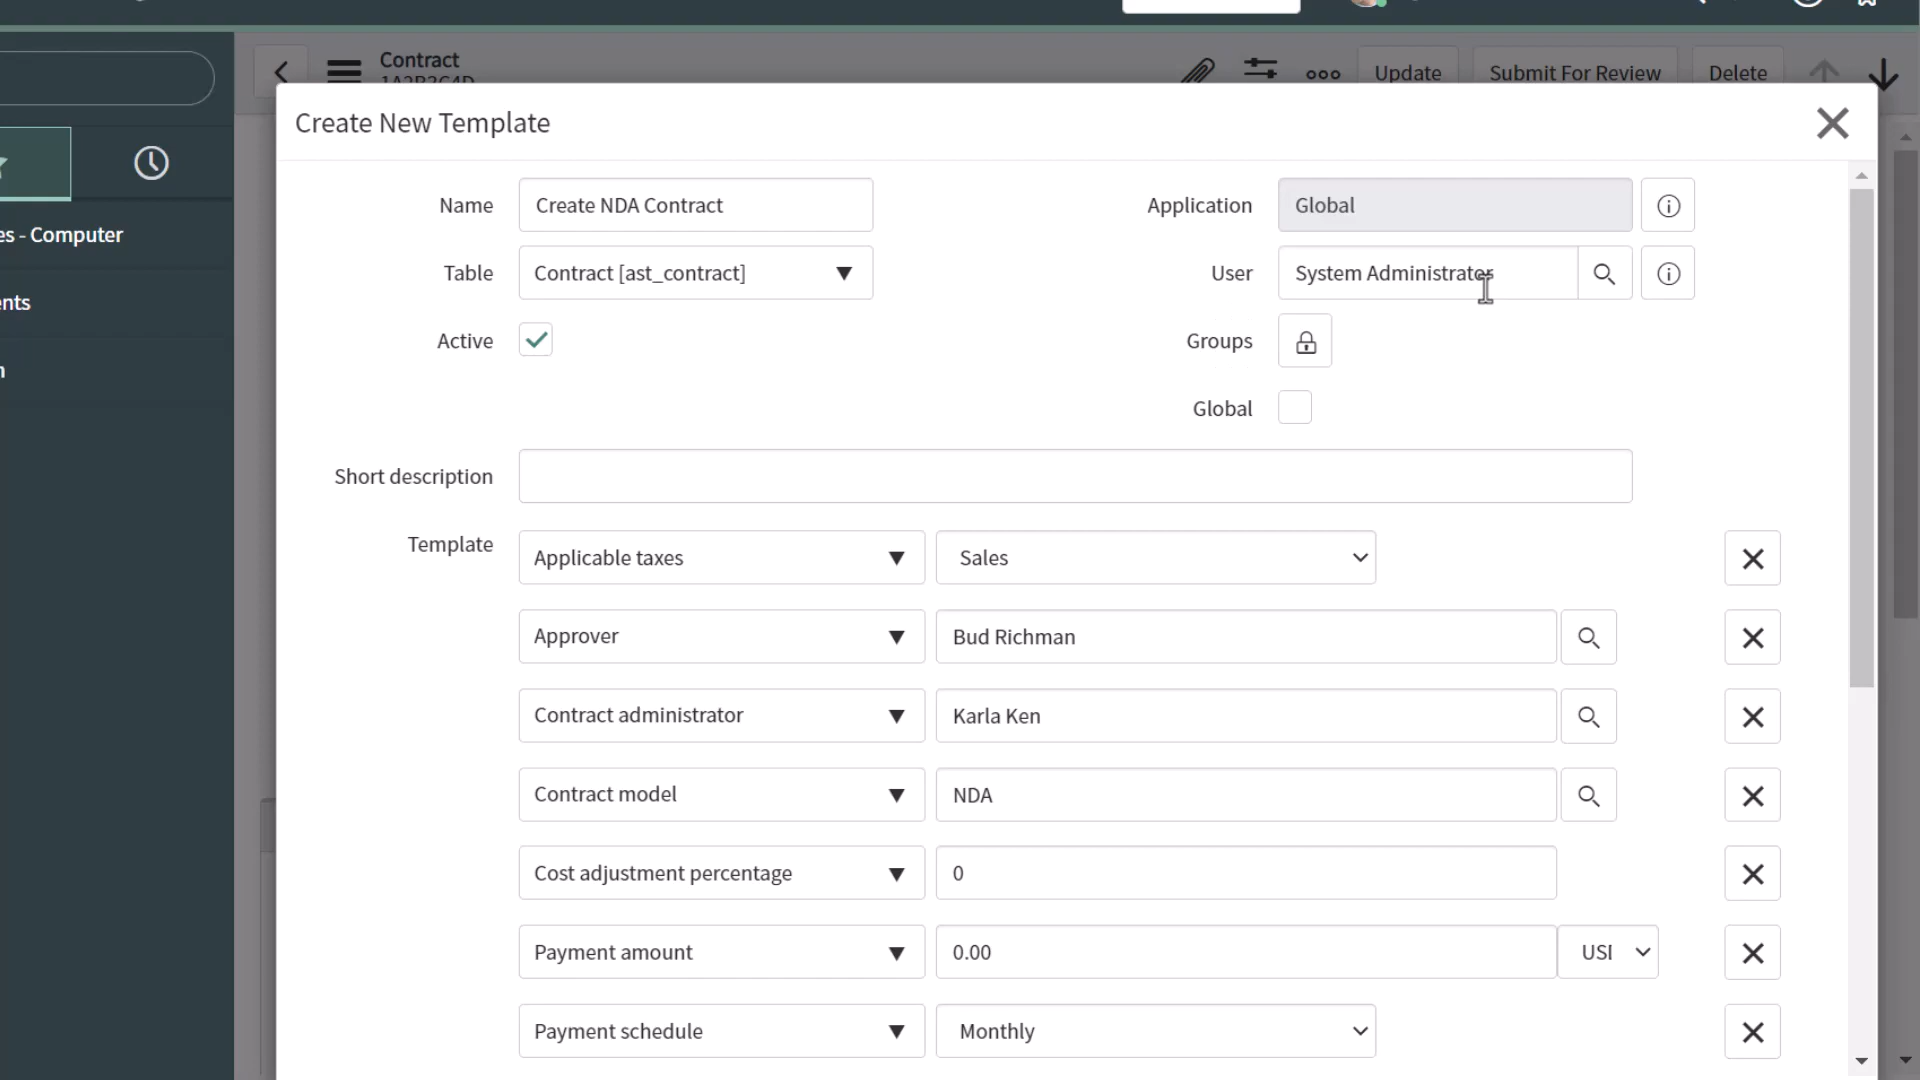 Contract
Update
Submit For Review
Delete
Create New Template
Name
Create NDA Contract
Application
Global
Table
Contract [ast_contract]
User
System Administrator
Active
Groups
Global
Short description
Template
Applicable taxes
Sales
Approver
Bud Richman
Contract administrator
Karla Ken
Contract model
NDA
Cost adjustment percentage
0
Payment amount
0.00
USI
Payment schedule
Monthly
es - Computer
ents
n